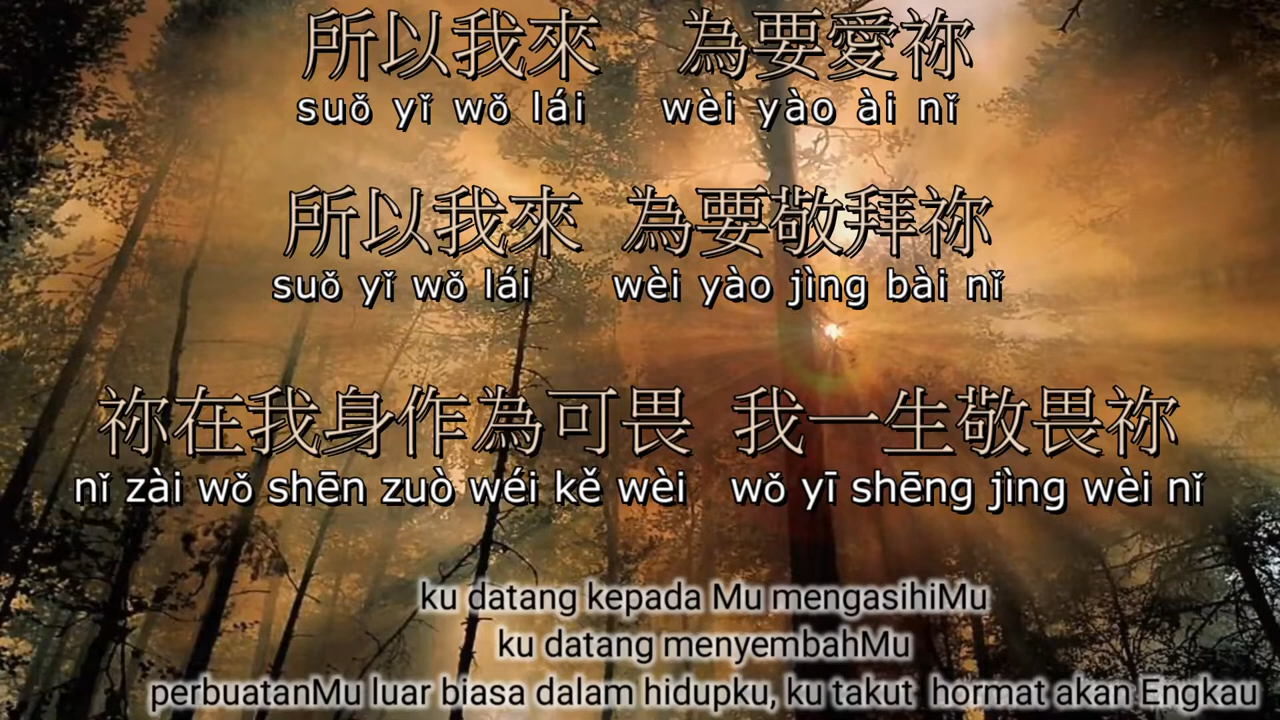 所以我來 為要愛祢
suǒ yǐ wǒ lái wèi yào ài nǐ
所以我來 為要敬拜祢
suǒ yǐ wǒ lái wèi yào jìng bài nǐ
祢在我身作為可畏 我一生敬畏祢
nǐ zài wǒ shēn zuò wéi kě wèi wǒ yī shēng jìng wèi nǐ
ku datang kepada Mu mengasihiMu
ku datang menyembahMu
perbuatanMu luar biasa dalam hidupku, ku takut hormat akan Engkau